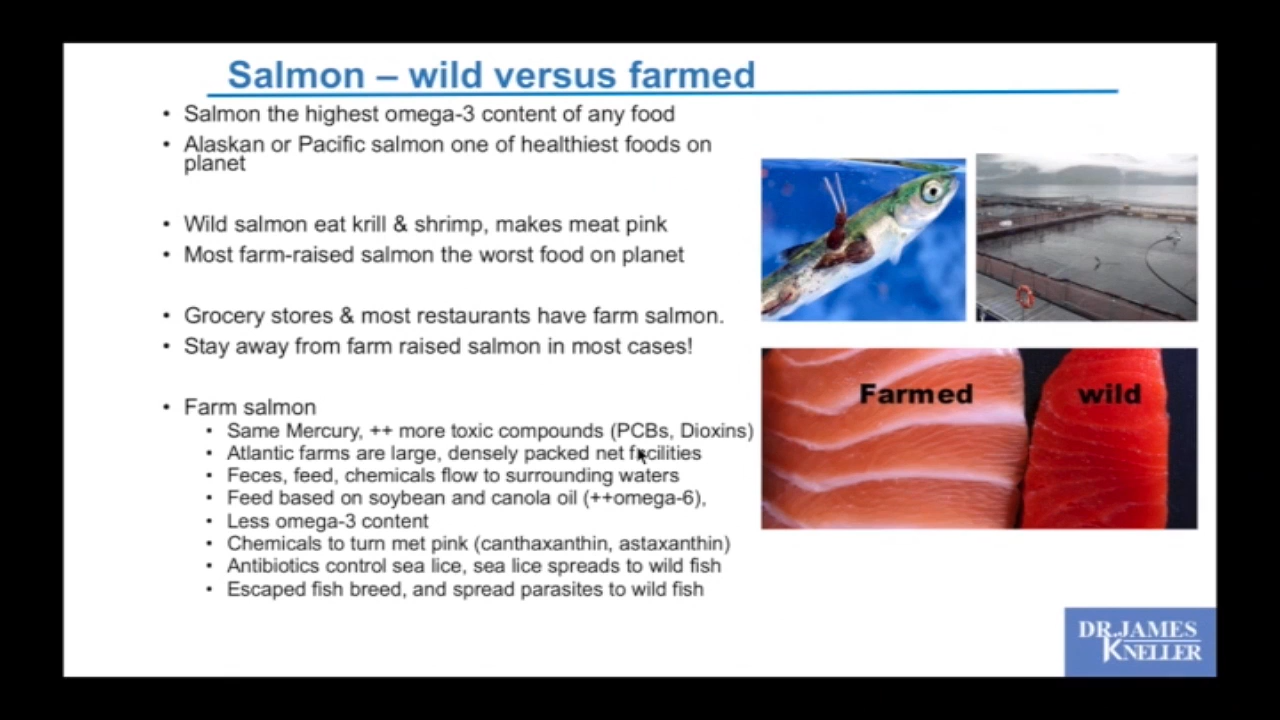 Salmon – wild versus farmed
• Salmon the highest omega-3 content of any food
• Alaskan or Pacific salmon one of healthiest foods on
planet
• Wild salmon eat krill & shrimp, makes meat pink
• Most farm-raised salmon the worst food on planet
• Grocery stores & most restaurants have farm salmon.
• Stay away from farm raised salmon in most cases!
• Farm salmon
• Same Mercury, ++ more toxic compounds (PCBs, Dioxins)
• Atlantic farms are large, densely packed net facilities
• Feces, feed, chemicals flow to surrounding waters
• Feed based on soybean and canola oil (++omega-6),
• Less omega-3 content
• Chemicals to turn met pink (canthaxanthin, astaxanthin)
• Antibiotics control sea lice, sea lice spreads to wild fish
• Escaped fish breed, and spread parasites to wild fish
Farmed wild
DR.JAMES
KNELLER